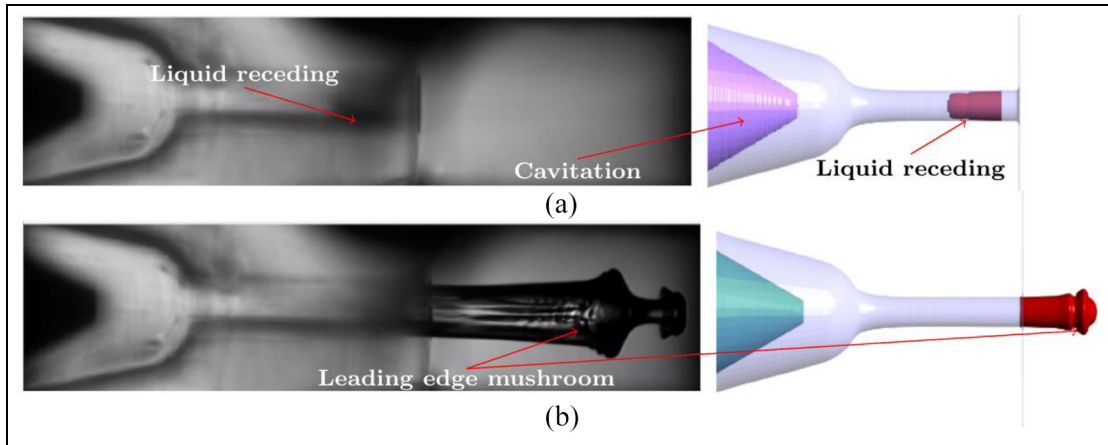 Liquid receding
Cavitation
Liquid receding
(a)
Leading edge mushroom
(b)